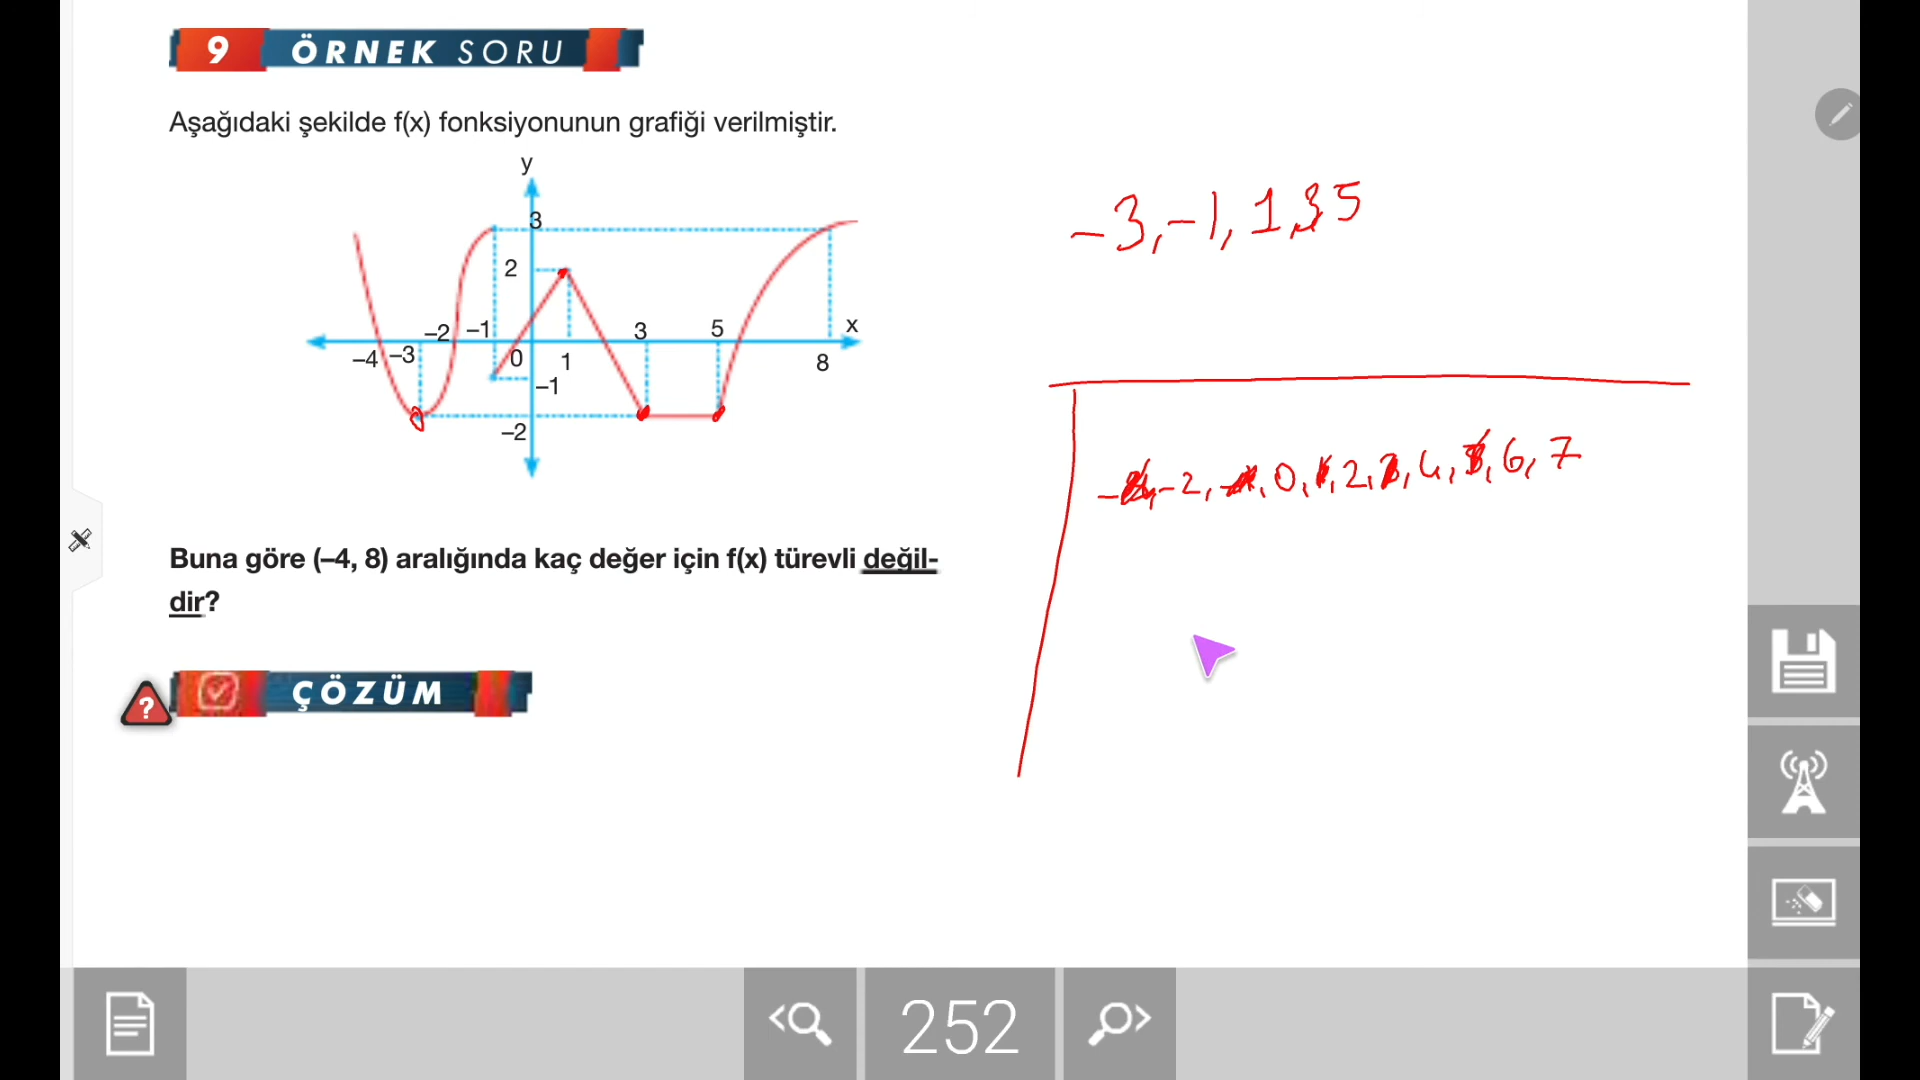 9 ÖRNEK SORU
Aşağıdaki şekilde f(x) fonksiyonunun grafiği verilmiştir.
y
3
2
–2 –1 3 5 x
–4 –3 0 1 8
–1
–2
–3, –1, 1, 3 5
–2, 0, 2, 4, 6, 7
Buna göre (–4, 8) aralığında kaç değer için f(x) türevli değil-
dir?
? ÇÖZÜM
< 252 >